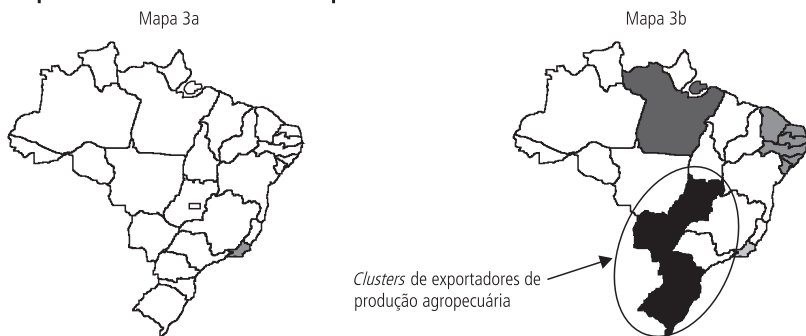 Mapa 3a
Mapa 3b
Clusters de exportadores de
produção agropecuária